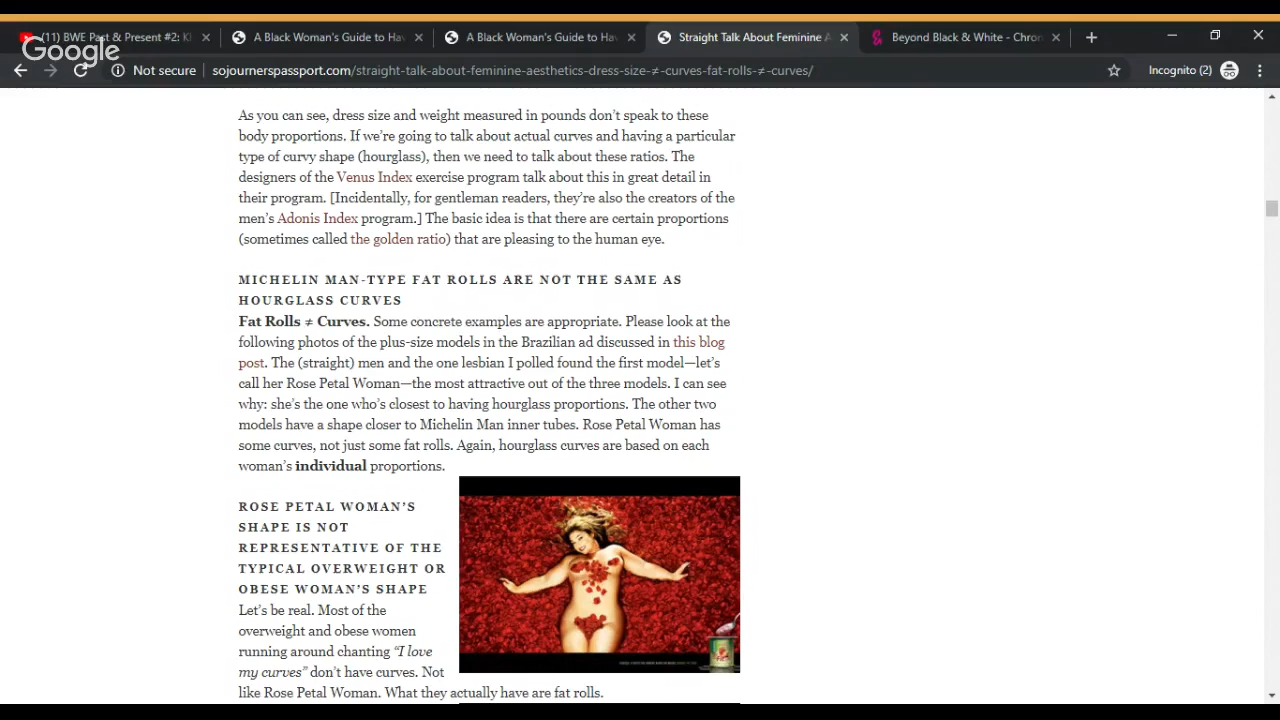 (11) BWE Past & Present #2: Kl
A Black Woman's Guide to Hav
A Black Woman's Guide to Hav
Straight Talk About Feminine A
Beyond Black & White - Chron
Google
Not secure
sojournerspassport.com/straight-talk-about-feminine-aesthetics-dress-size-≠-curves-fat-rolls-≠-curves/
Incognito (2)
As you can see, dress size and weight measured in pounds don't speak to these
body proportions. If we're going to talk about actual curves and having a particular
type of curvy shape (hourglass), then we need to talk about these ratios. The
designers of the Venus Index exercise program talk about this in great detail in
their program. [Incidentally, for gentleman readers, they're also the creators of the
men's Adonis Index program.] The basic idea is that there are certain proportions
(sometimes called the golden ratio) that are pleasing to the human eye.
MICHELIN MAN-TYPE FAT ROLLS ARE NOT THE SAME AS
HOURGLASS CURVES
Fat Rolls ≠ Curves. Some concrete examples are appropriate. Please look at the
following photos of the plus-size models in the Brazilian ad discussed in this blog
post. The (straight) men and the one lesbian I polled found the first model—let's
call her Rose Petal Woman—the most attractive out of the three models. I can see
why: she's the one who's closest to having hourglass proportions. The other two
models have a shape closer to Michelin Man inner tubes. Rose Petal Woman has
some curves, not just some fat rolls. Again, hourglass curves are based on each
woman's individual proportions.
ROSE PETAL WOMAN'S
SHAPE IS NOT
REPRESENTATIVE OF THE
TYPICAL OVERWEIGHT OR
OBESE WOMAN'S SHAPE
Let's be real. Most of the
overweight and obese women
running around chanting "I love
my curves" don't have curves. Not
like Rose Petal Woman. What they actually have are fat rolls.